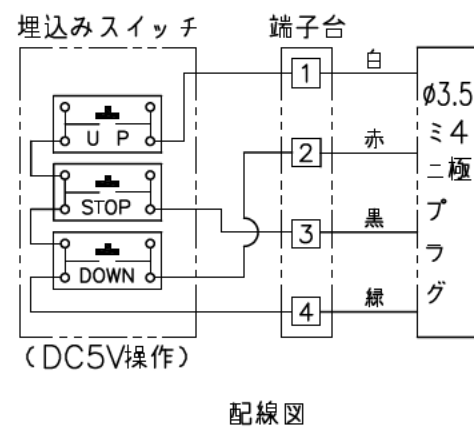 埋込みスイッチ
端子台
UP
STOP
DOWN
(DC5V操作)
1
2
3
4
白
赤
黒
緑
φ3.5
ミニプラグ
4極
配線図